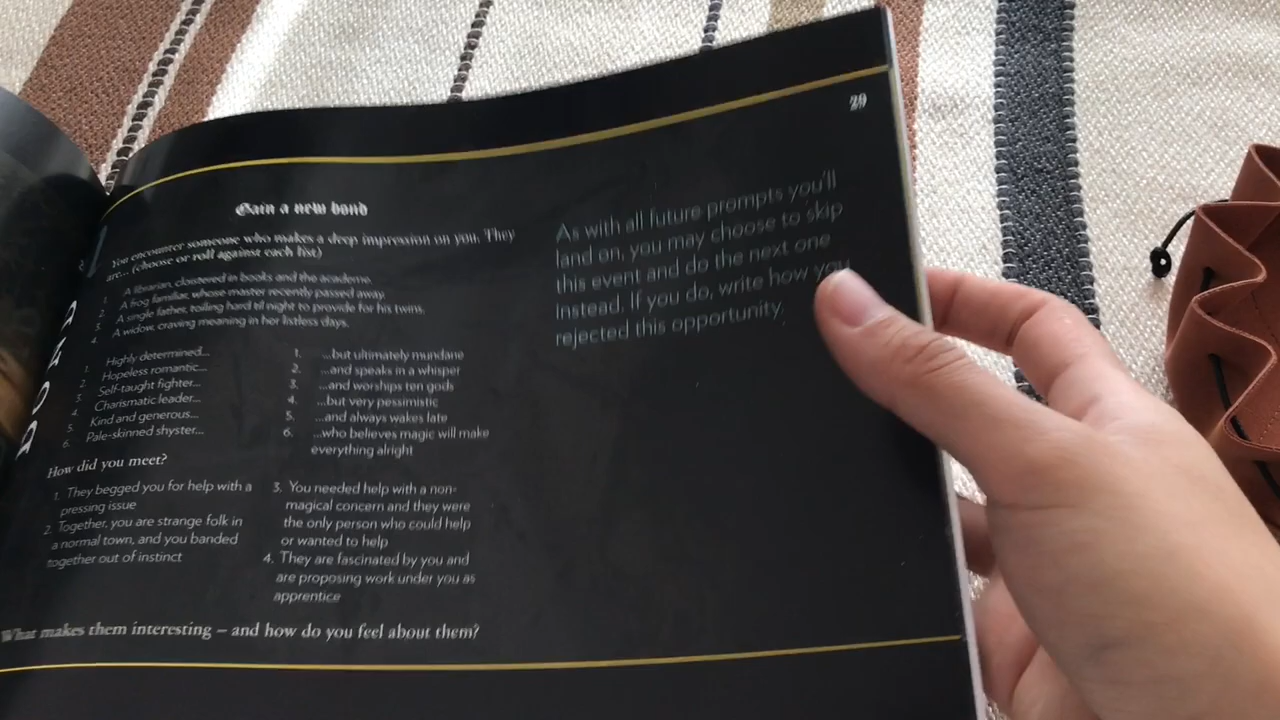 29
Gain a new bond
You encounter someone who makes a deep impression on you. They
are... (choose or roll against each list)
1. A librarian, cloistered in books and the academe.
2. A frog familiar, whose master recently passed away.
3. A single father, toiling hard til night to provide for his twins.
4. A widow, craving meaning in her listless days.
1. Highly determined...
2. Hopeless romantic...
3. Self-taught fighter...
4. Charismatic leader...
5. Kind and generous...
6. Pale-skinned shyster...
1. ...but ultimately mundane
2. ...and speaks in a whisper
3. ...and worships ten gods
4. ...but very pessimistic
5. ...and always wakes late
6. ...who believes magic will make
everything alright
How did you meet?
1. They begged you for help with a
pressing issue
2. Together, you are strange folk in
a normal town, and you banded
together out of instinct
3. You needed help with a non-
magical concern and they were
the only person who could help
or wanted to help
4. They are fascinated by you and
are proposing work under you as
apprentice
What makes them interesting – and how do you feel about them?
As with all future prompts you'll
land on, you may choose to skip
this event and do the next one
instead. If you do, write how you
rejected this opportunity.